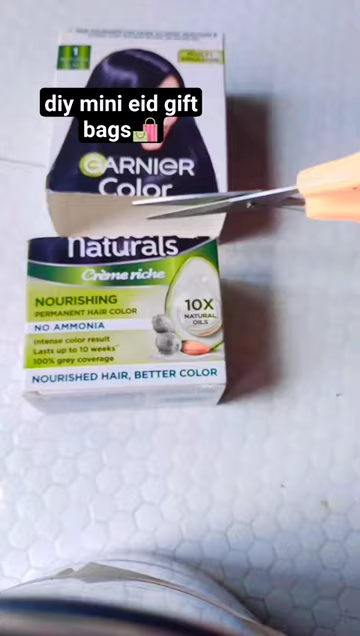 diy mini eid gift
bags🛍️
1
GARNIER
Color
naturals
Crème riche
NOURISHING
PERMANENT HAIR COLOR
NO AMMONIA
Intense color result
Lasts up to 10 weeks
100% grey coverage
10X
NATURAL
OILS
NOURISHED HAIR, BETTER COLOR